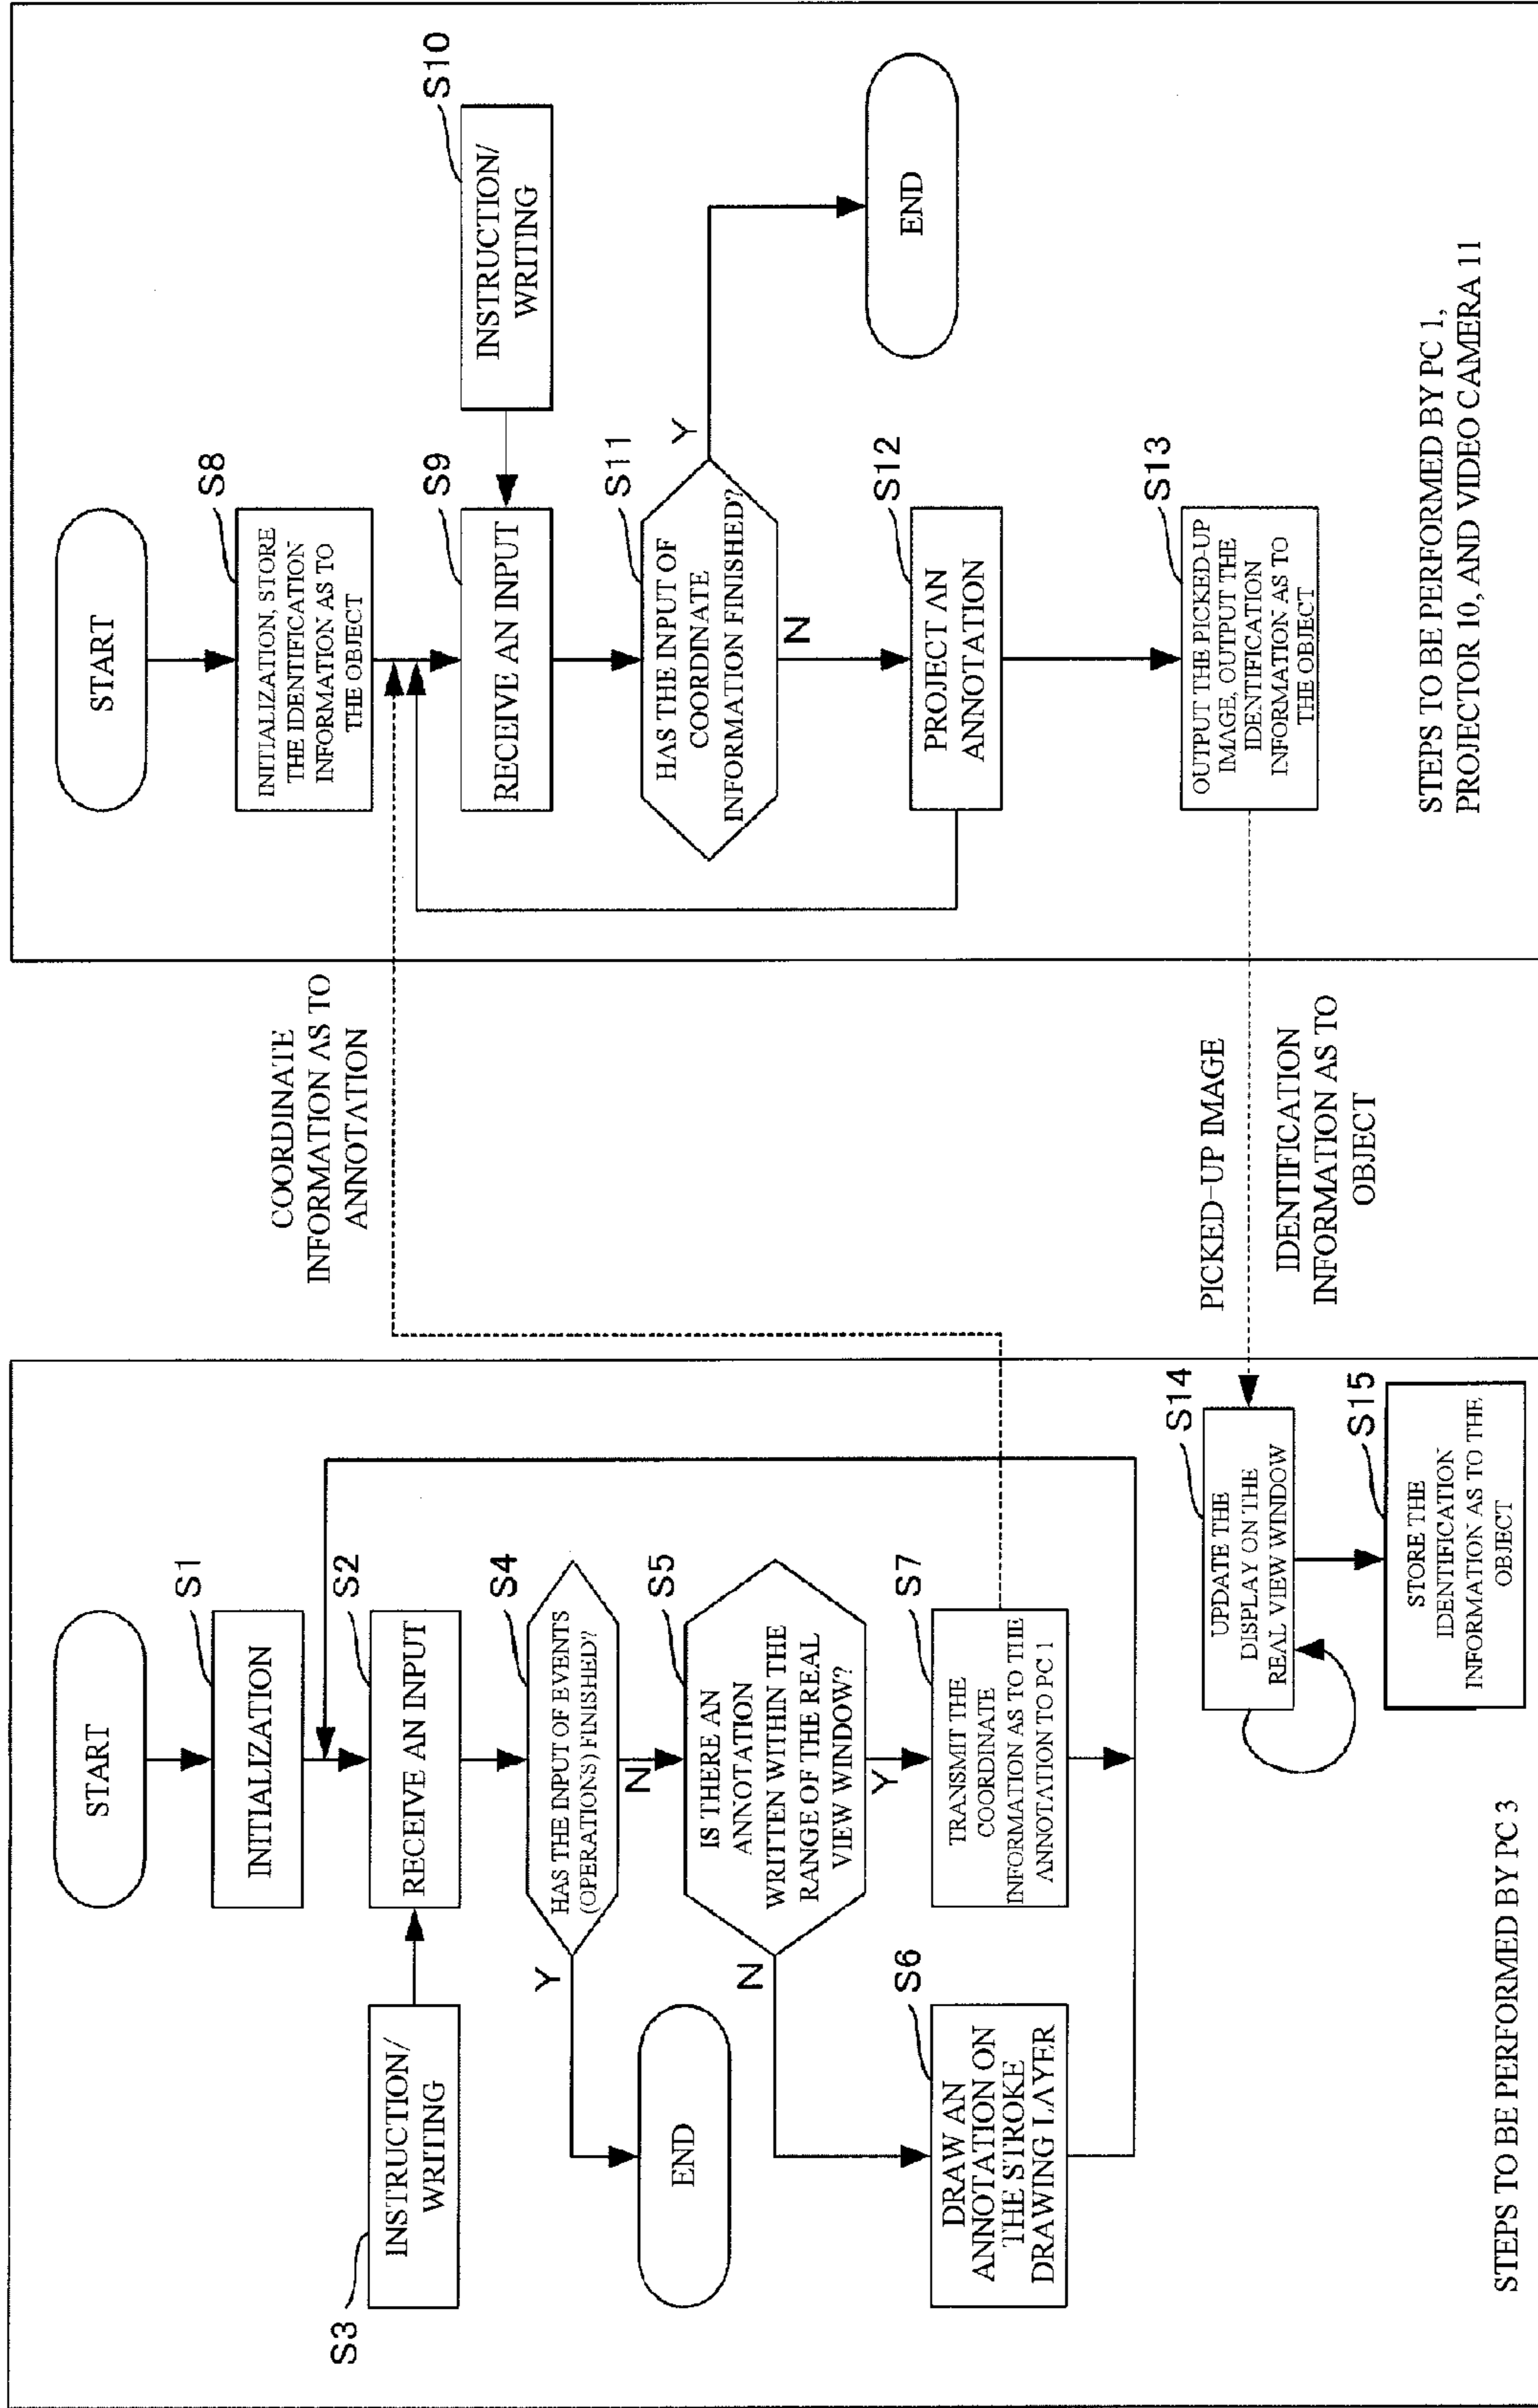 START
S1
INITIALIZATION
S2
RECEIVE AN INPUT
S3
INSTRUCTION/
WRITING
S4
HAS THE INPUT OF EVENTS
(OPERATIONS) FINISHED?
Y
N
END
S5
IS THERE AN
ANNOTATION
WRITTEN WITHIN THE
RANGE OF THE REAL
VIEW WINDOW?
N
Y
S6
DRAW AN
ANNOTATION ON
THE STROKE
DRAWING LAYER
S7
TRANSMIT THE
COORDINATE
INFORMATION AS TO THE
ANNOTATION TO PC 1
S14
UPDATE THE
DISPLAY ON THE
REAL VIEW WINDOW
S15
STORE THE
IDENTIFICATION
INFORMATION AS TO THE
OBJECT
STEPS TO BE PERFORMED BY PC 3
COORDINATE
INFORMATION AS TO
ANNOTATION
PICKED-UP IMAGE
IDENTIFICATION
INFORMATION AS TO
OBJECT
START
S8
INITIALIZATION, STORE
THE IDENTIFICATION
INFORMATION AS TO
THE OBJECT
S9
RECEIVE AN INPUT
S10
INSTRUCTION/
WRITING
S11
HAS THE INPUT OF
COORDINATE
INFORMATION FINISHED?
Y
N
END
S12
PROJECT AN
ANNOTATION
S13
OUTPUT THE PICKED-UP
IMAGE, OUTPUT THE
IDENTIFICATION
INFORMATION AS TO
THE OBJECT
STEPS TO BE PERFORMED BY PC 1,
PROJECTOR 10, AND VIDEO CAMERA 11